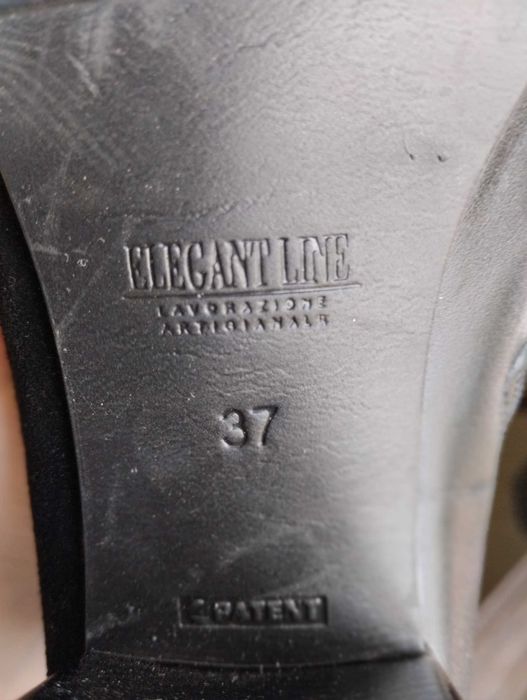 ELEGANT LINE
LAVORAZIONE
ARTIGIANALE
37
PATENT